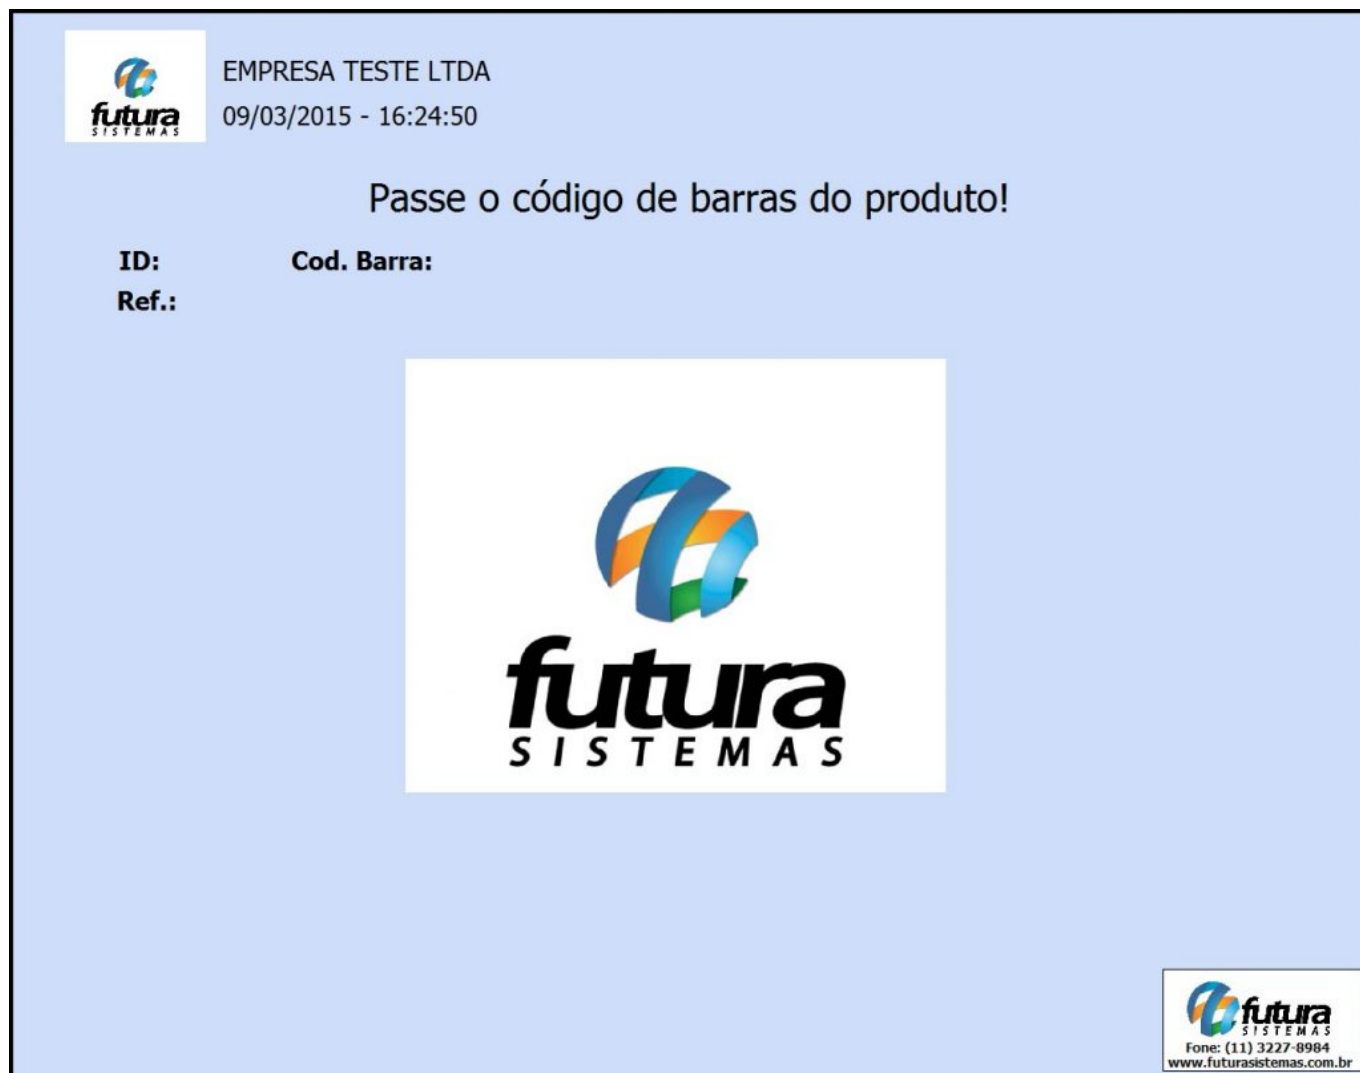 futura
SISTEMAS
EMPRESA TESTE LTDA
09/03/2015 - 16:24:50
Passe o código de barras do produto!
ID: Cod. Barra:
Ref.:
futura
SISTEMAS
futura
SISTEMAS
Fone: (11) 3227-8984
www.futurasistemas.com.br